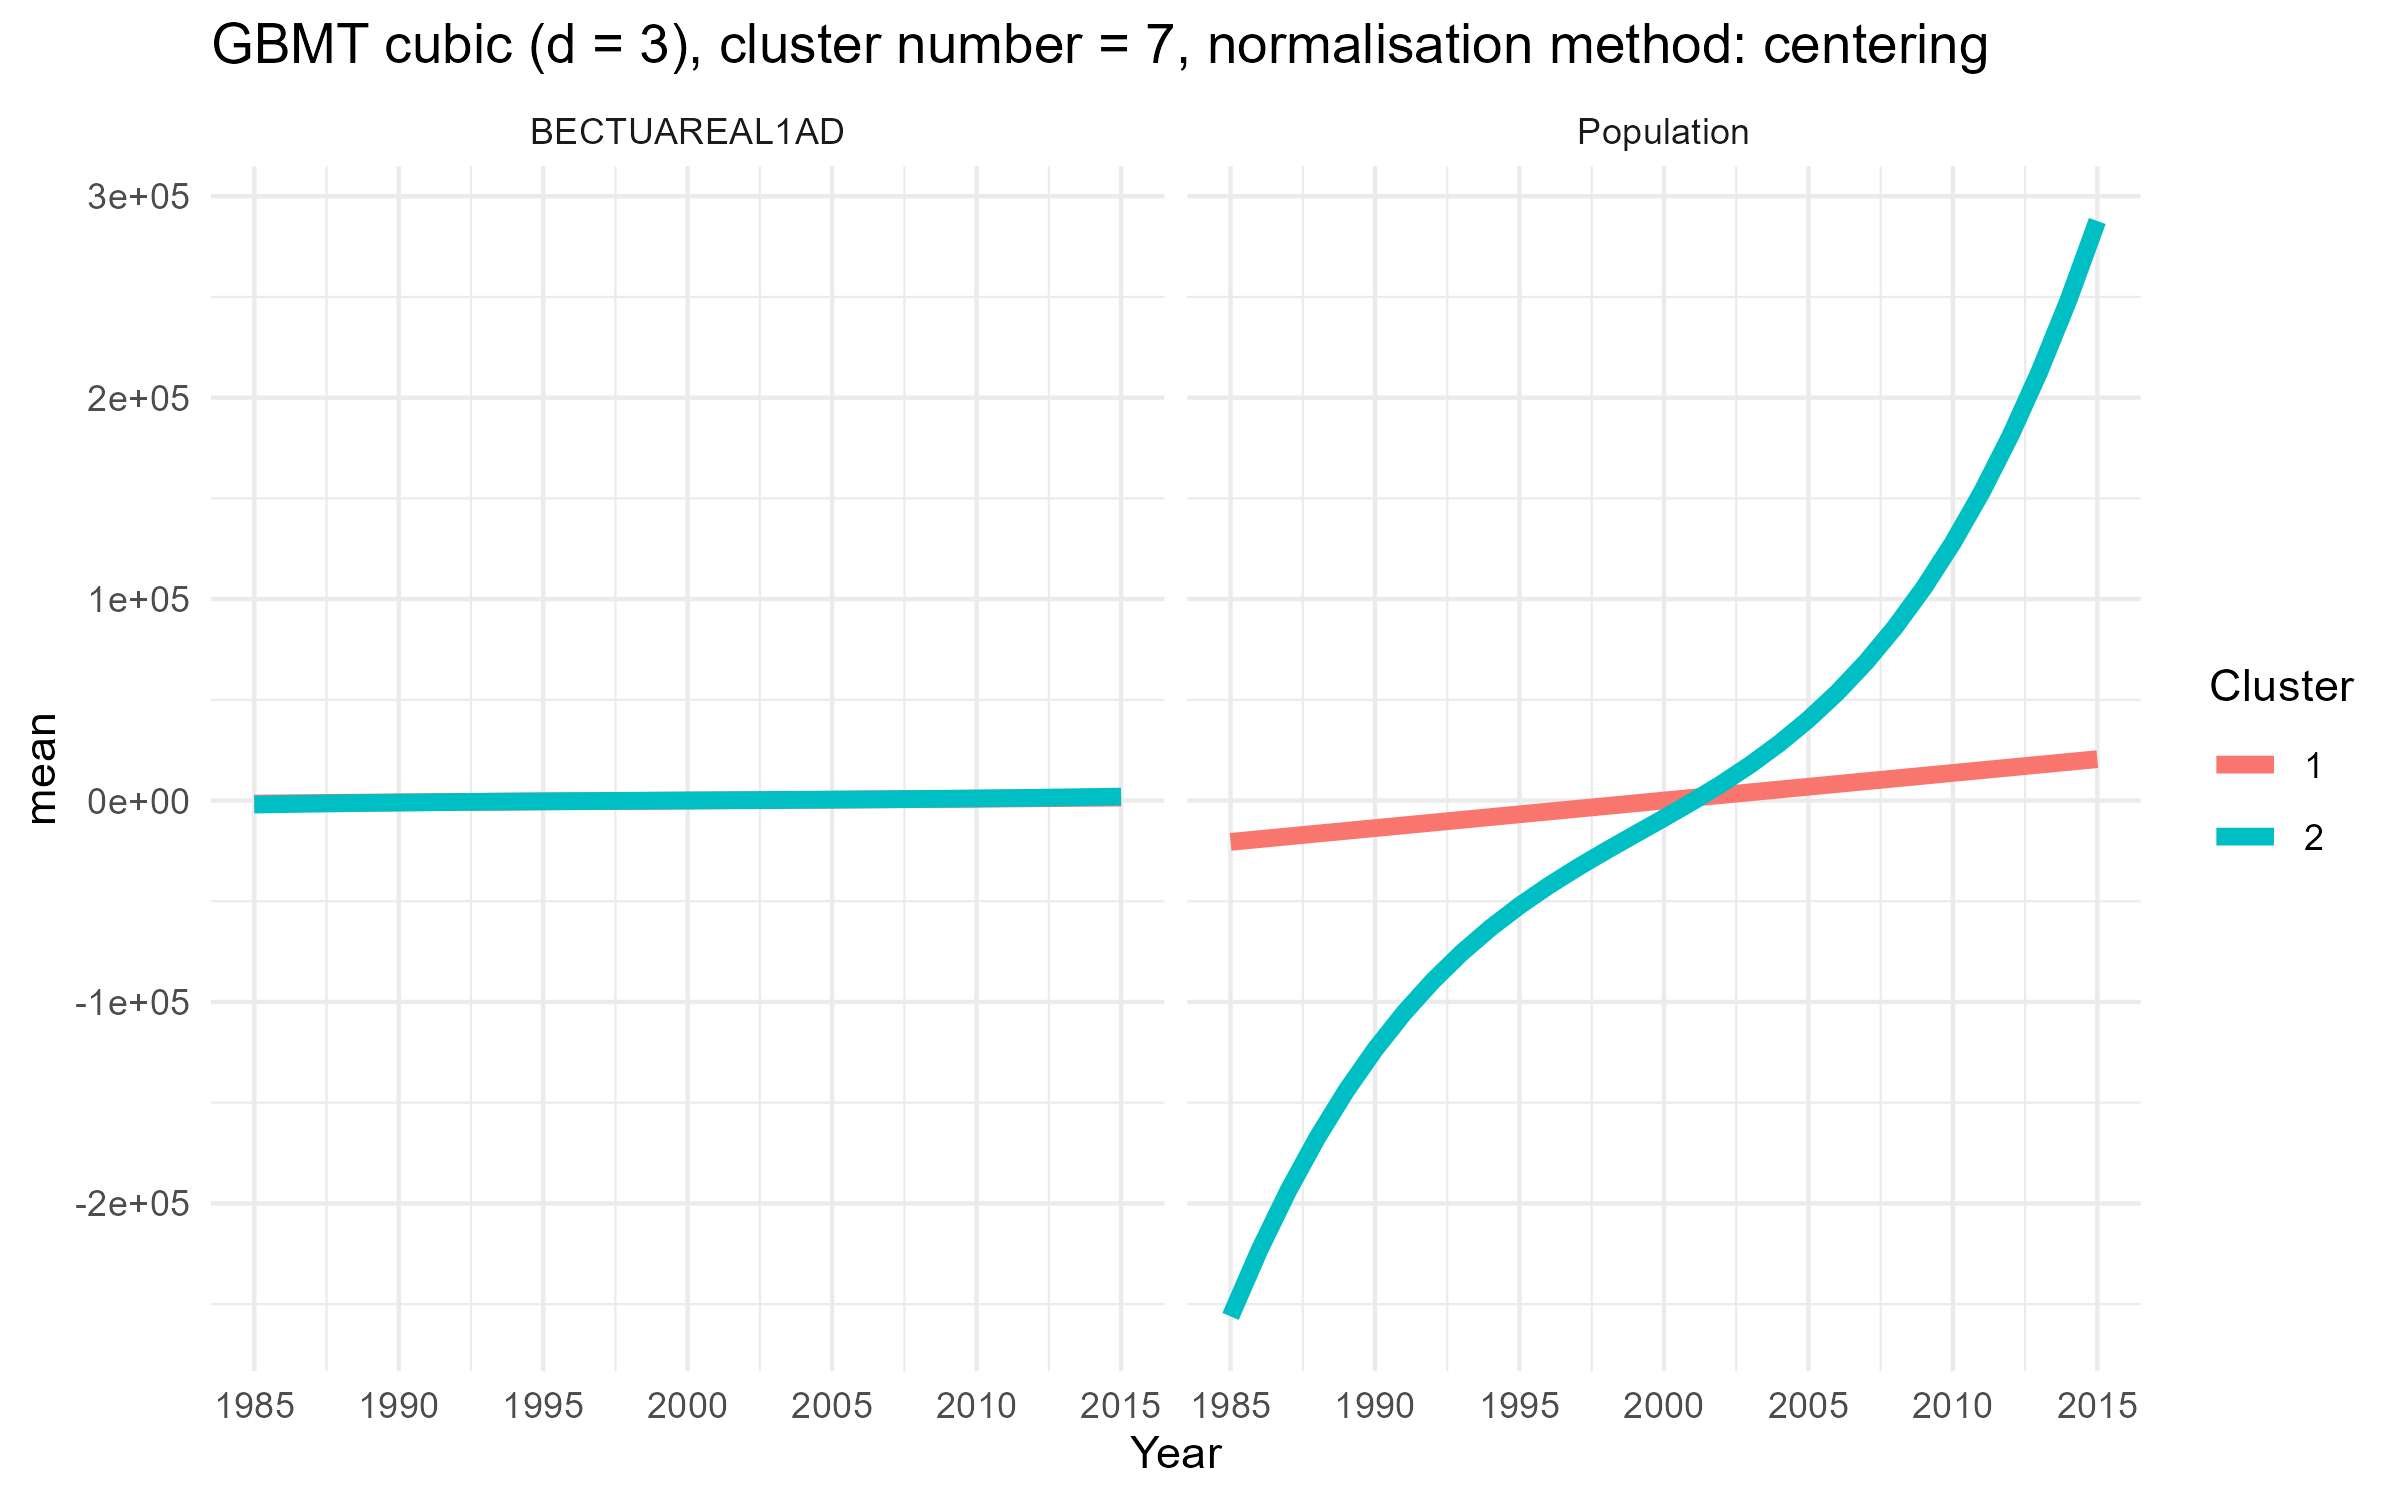 GBMT cubic (d = 3), cluster number = 7, normalisation method: centering
BECTUAREAL1AD Population
3e+05
2e+05
1e+05
0e+00
-1e+05
-2e+05
mean
1985 1990 1995 2000 2005 2010 2015 1985 1990 1995 2000 2005 2010 2015
Year
Cluster
1
2